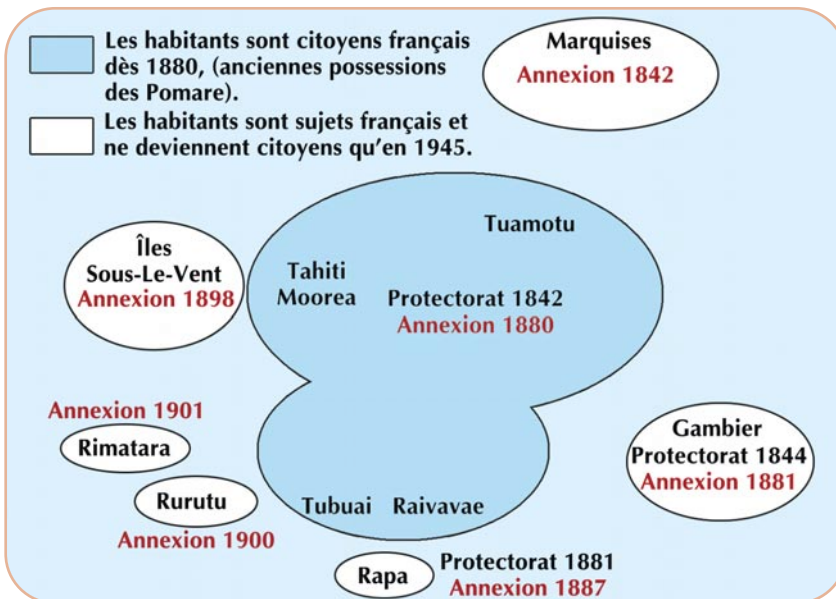 Les habitants sont citoyens français
dès 1880, (anciennes possessions
des Pomare).
Les habitants sont sujets français et
ne deviennent citoyens qu'en 1945.
Marquises
Annexion 1842
Tuamotu
Îles
Sous-Le-Vent
Annexion 1898
Tahiti
Moorea
Protectorat 1842
Annexion 1880
Annexion 1901
Rimatara
Rurutu
Annexion 1900
Tubuai
Raivavae
Gambier
Protectorat 1844
Annexion 1881
Rapa
Protectorat 1881
Annexion 1887